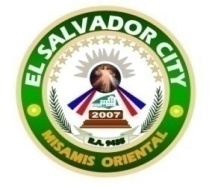 EL SALVADOR CITY
2007
R.A. 9435
MISAMIS ORIENTAL